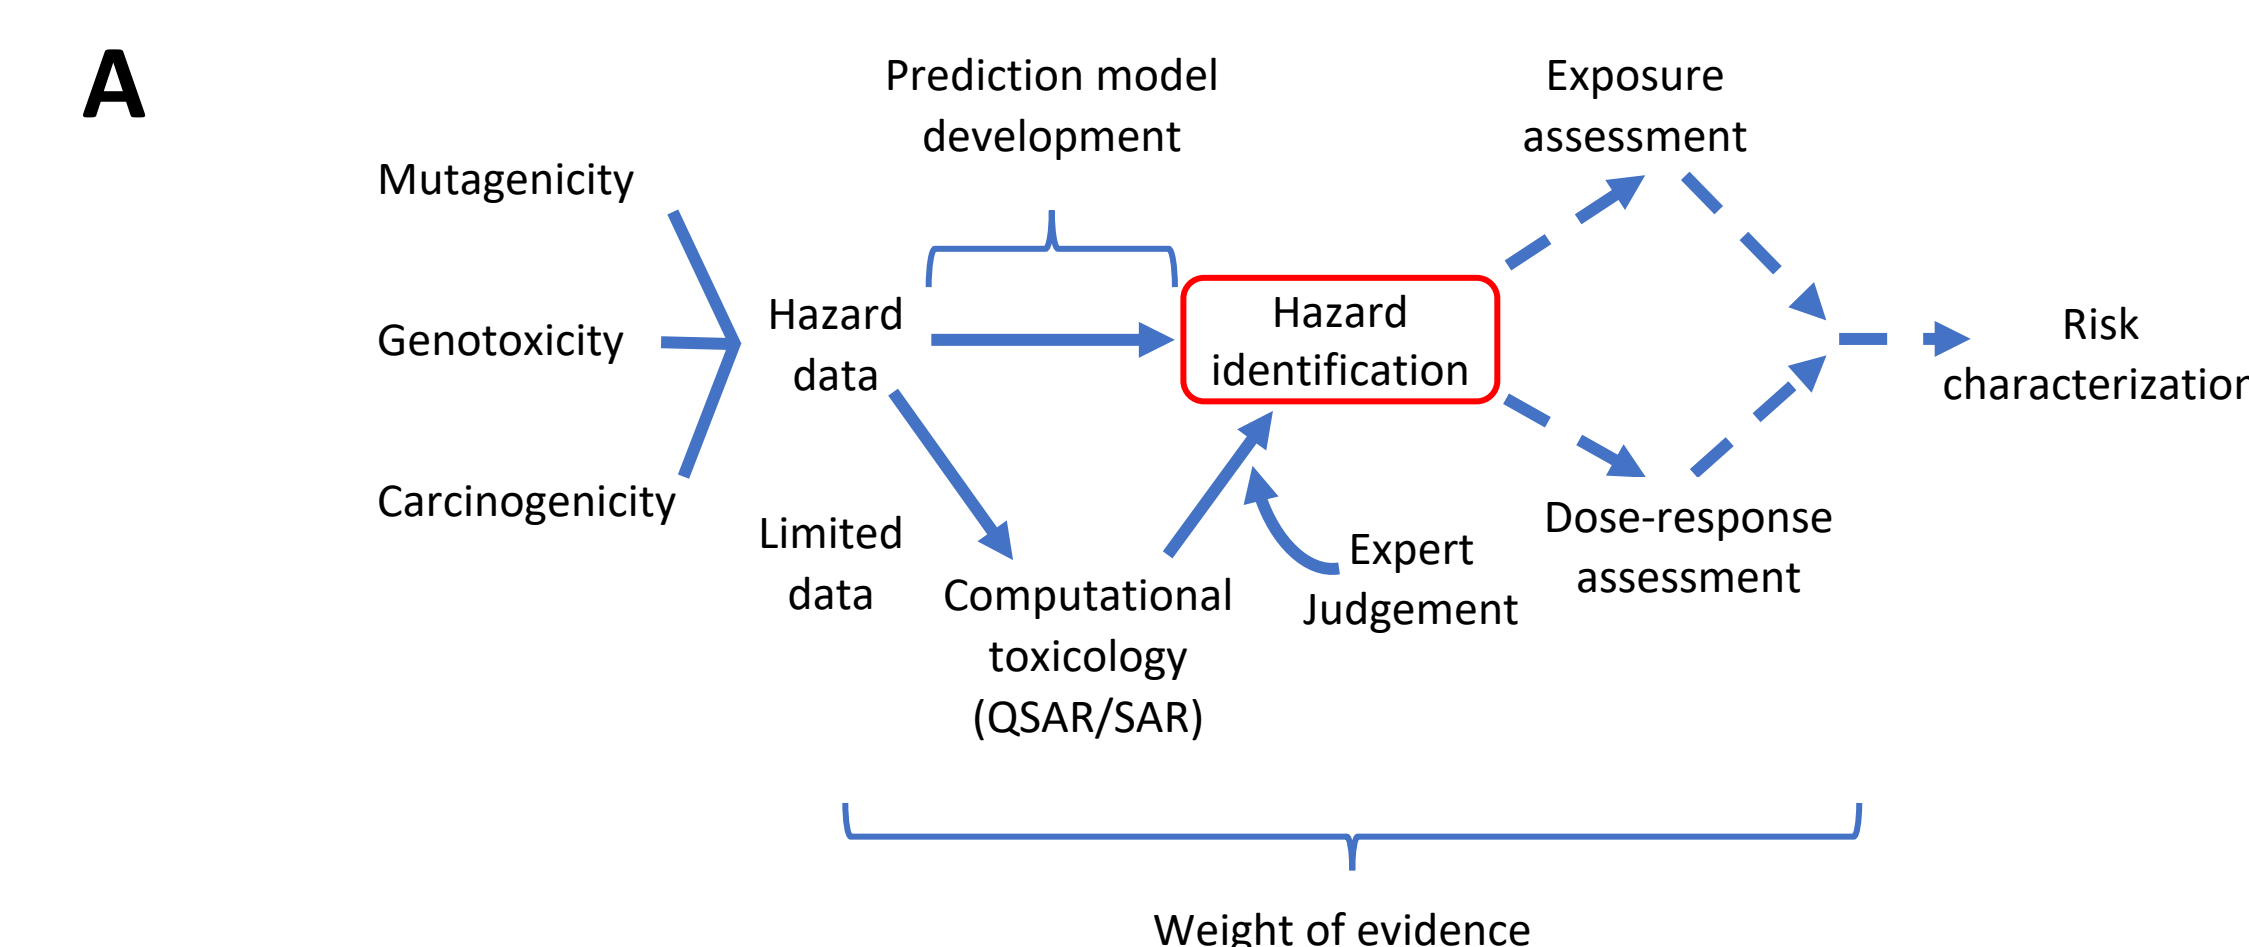 A
Prediction model
development
Exposure
assessment
Mutagenicity
Genotoxicity
Carcinogenicity
Hazard
data
Hazard
identification
Risk
characterization
Limited
data
Computational
toxicology
(QSAR/SAR)
Expert
Judgement
Dose-response
assessment
Weight of evidence